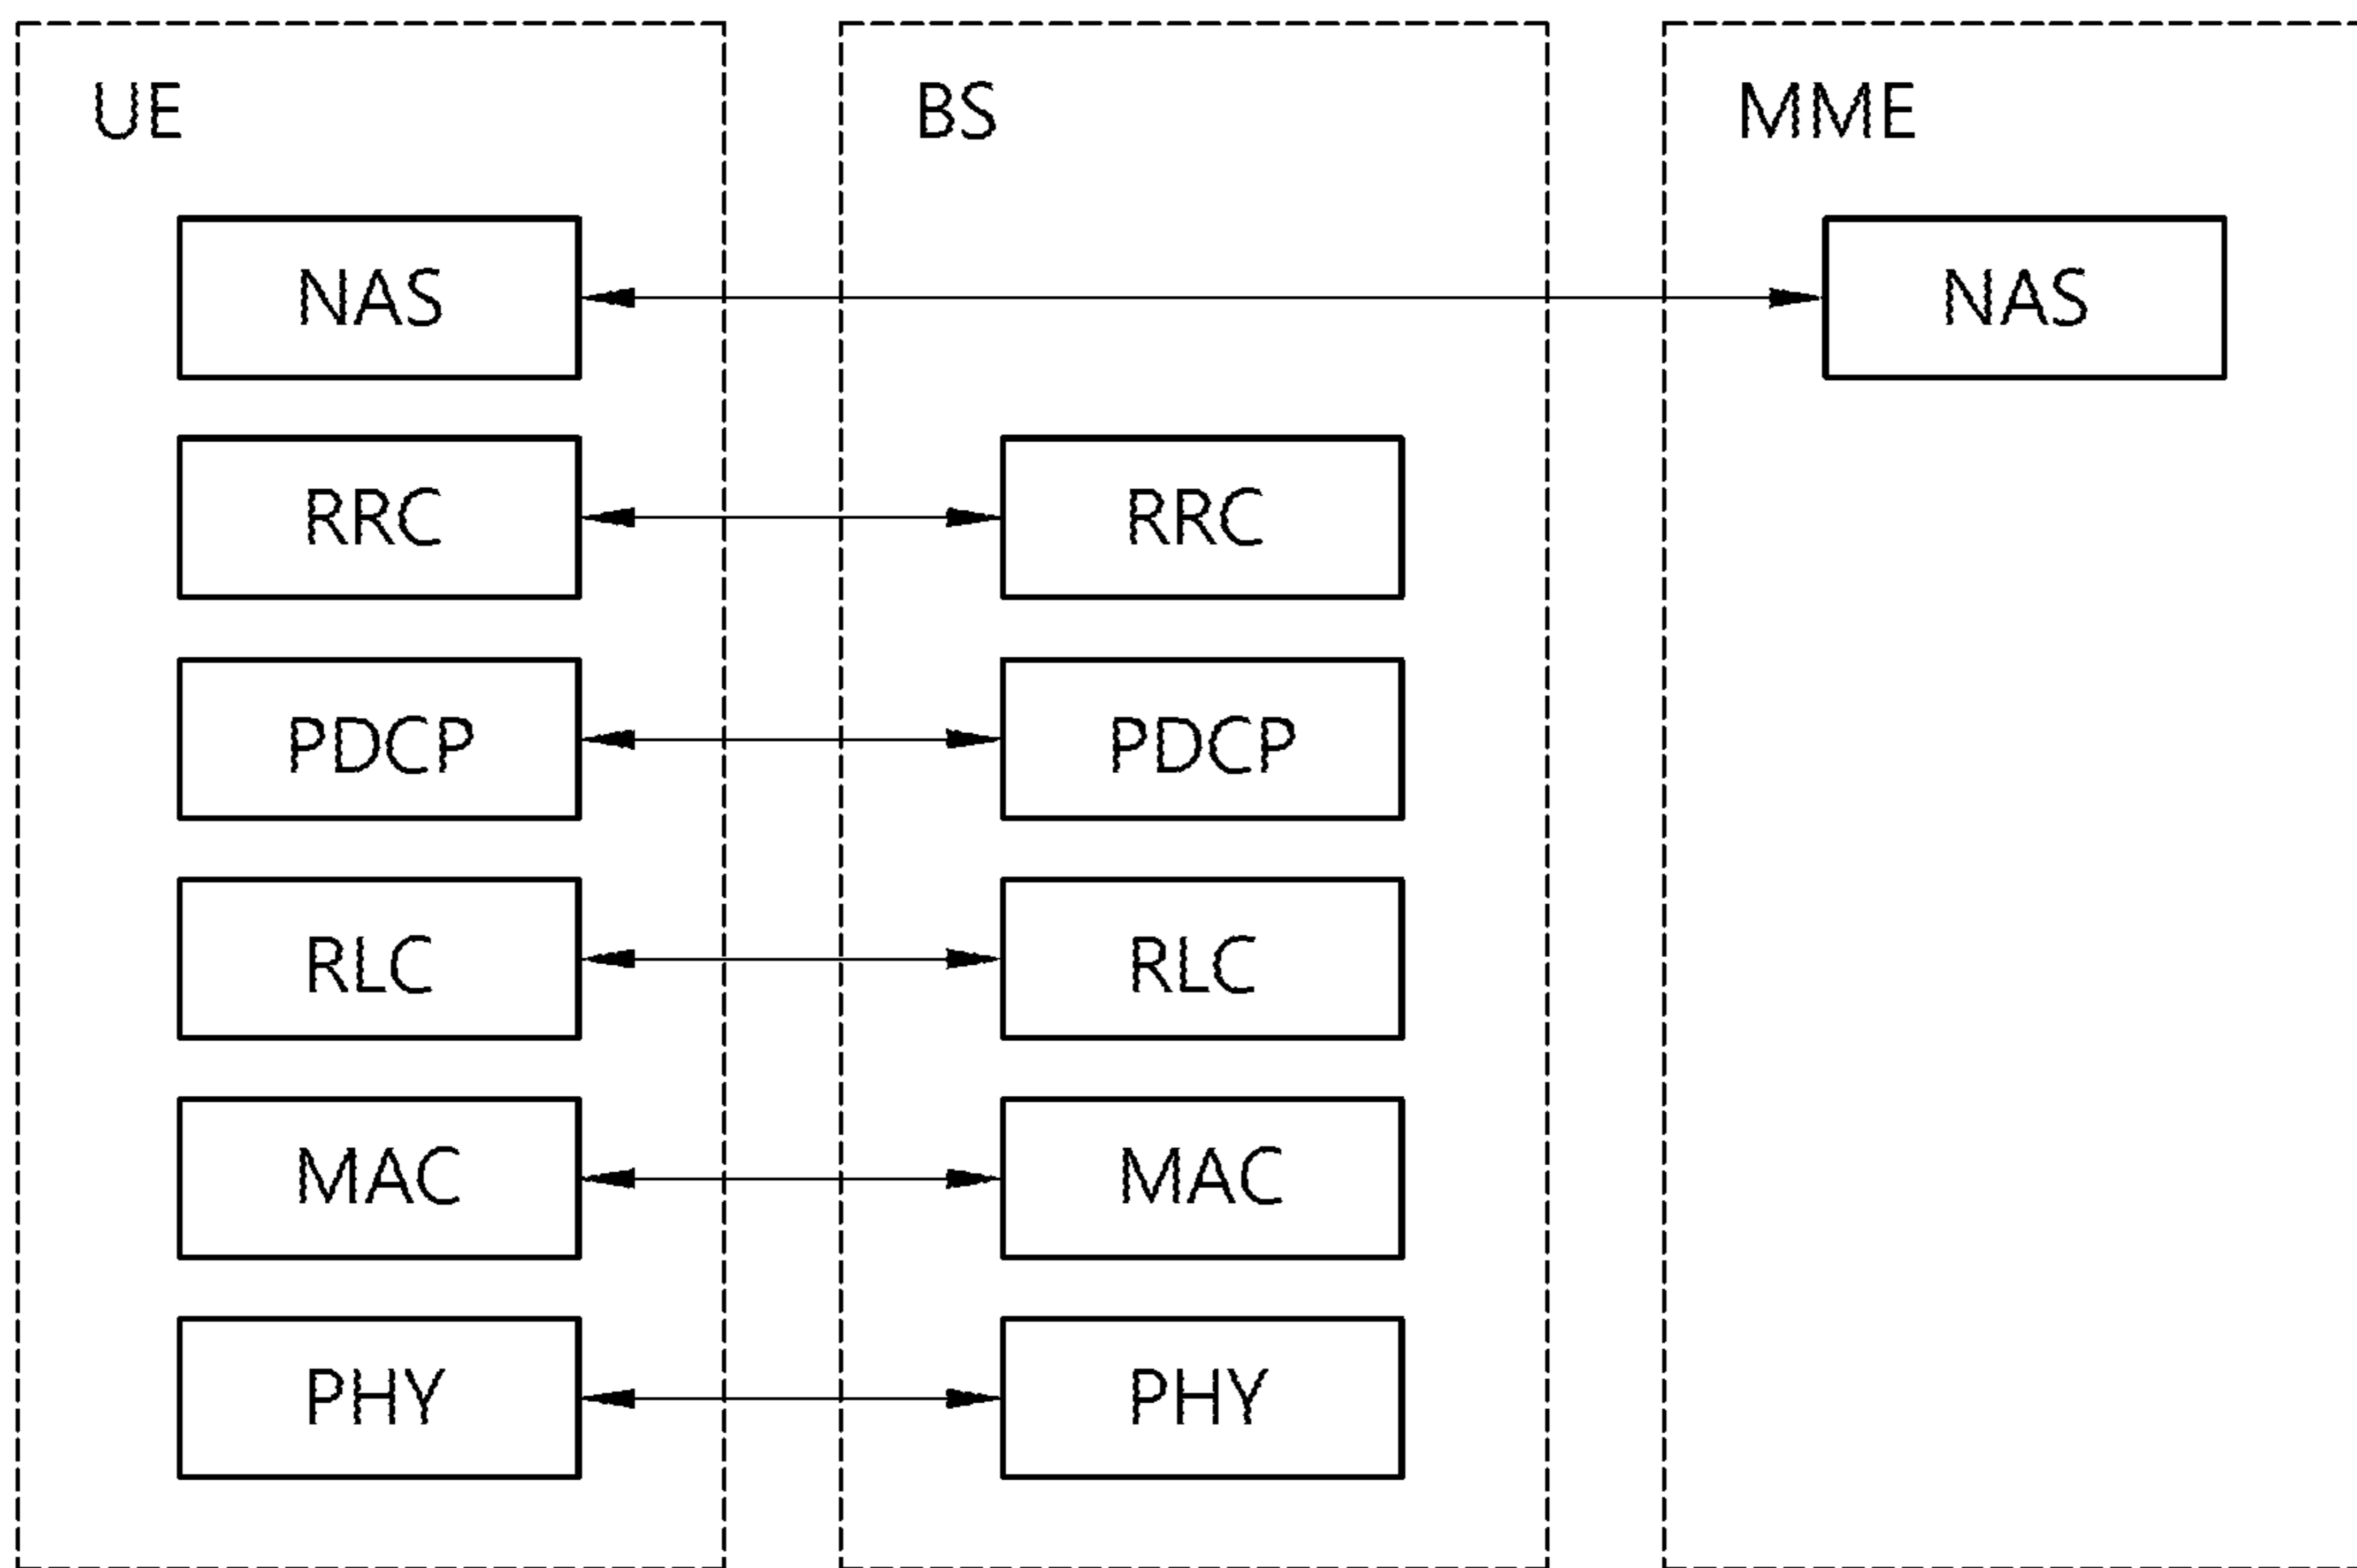 UE
BS
MME
NAS
NAS
RRC
RRC
PDCP
PDCP
RLC
RLC
MAC
MAC
PHY
PHY